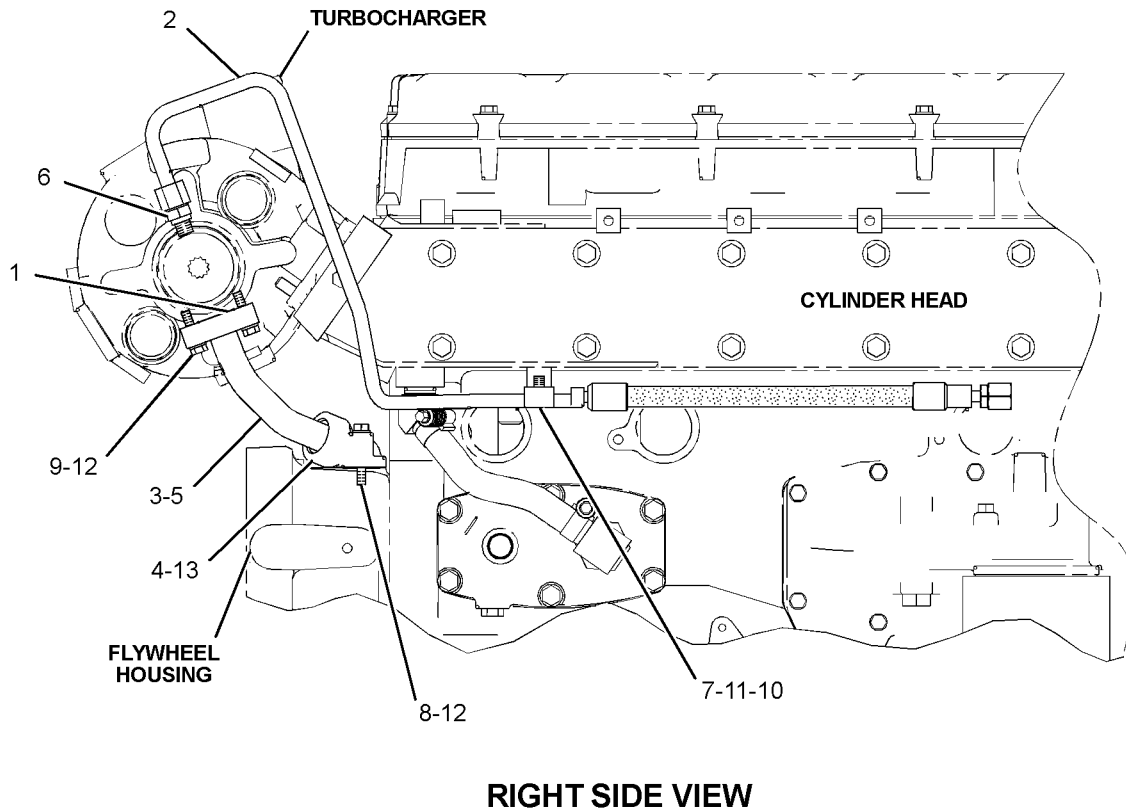 2
TURBOCHARGER
6
1
CYLINDER HEAD
9-12
3-5
4-13
FLYWHEEL
HOUSING
7-11-10
8-12
RIGHT SIDE VIEW